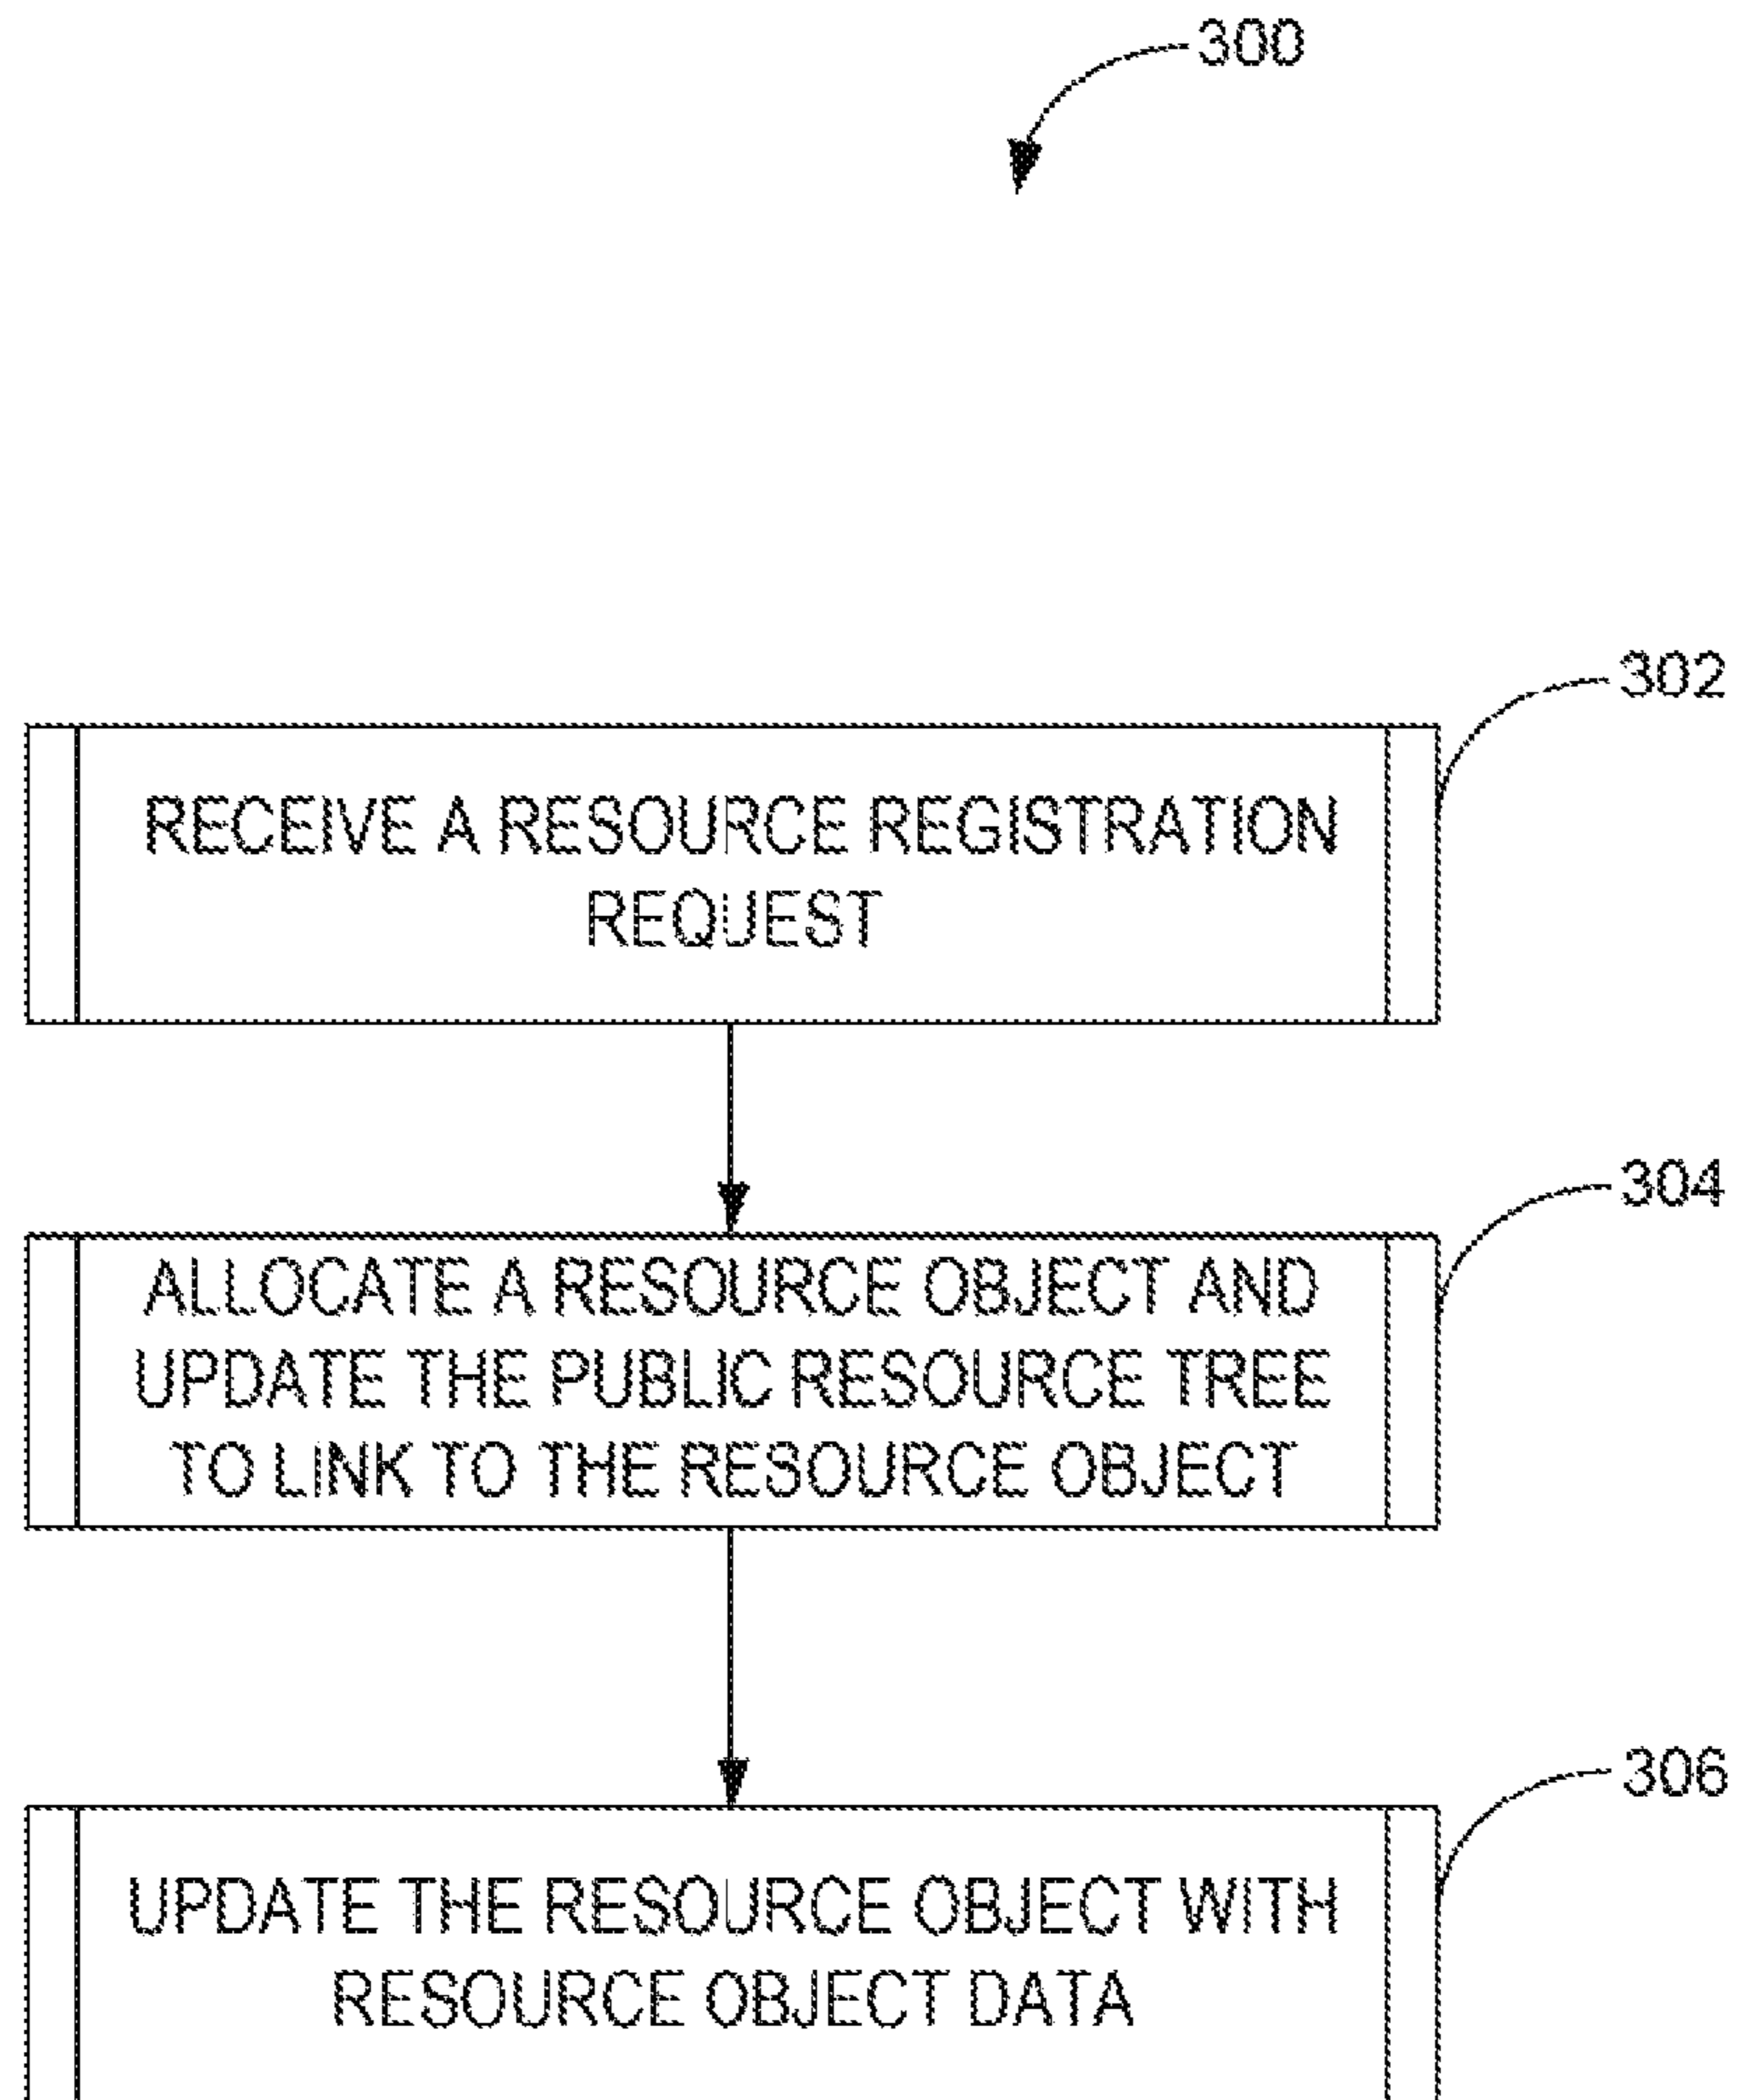 300
302
RECEIVE A RESOURCE REGISTRATION
REQUEST
304
ALLOCATE A RESOURCE OBJECT AND
UPDATE THE PUBLIC RESOURCE TREE
TO LINK TO THE RESOURCE OBJECT
306
UPDATE THE RESOURCE OBJECT WITH
RESOURCE OBJECT DATA